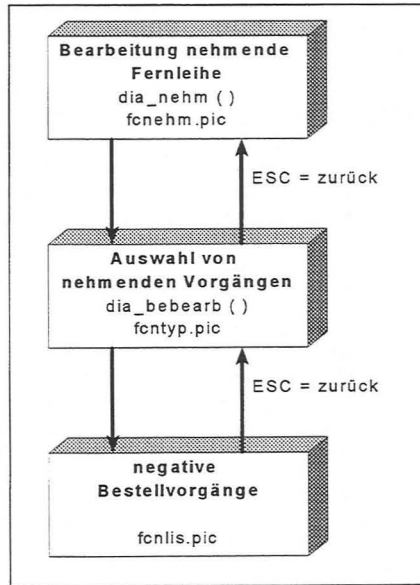 Bearbeitung nehmende
Fernleihe
dia_nehm ( )
fcnehm.pic
ESC = zurück
Auswahl von
nehmenden Vorgängen
dia_bebearb ( )
fcntyp.pic
ESC = zurück
negative
Bestellvorgänge
fcnlis.pic